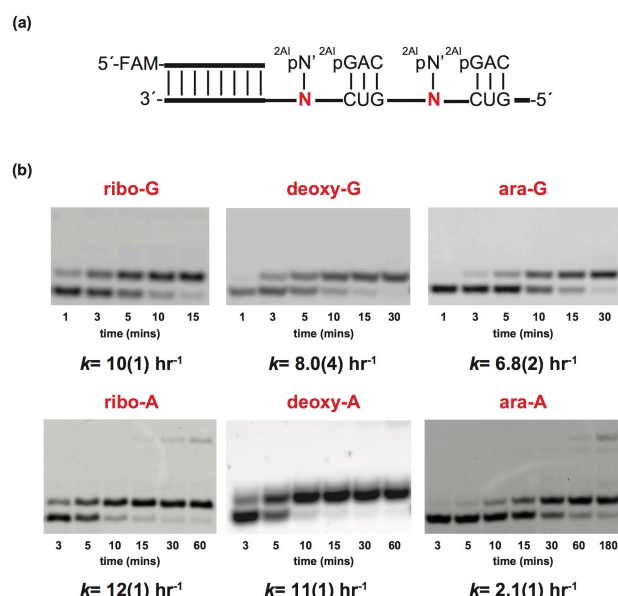 (a)
2AI pN' 2AI pGAC 2AI pN' 2AI pGAC
5´-FAM-
3´- N CUG N CUG -5´
(b)
ribo-G deoxy-G ara-G
1 3 5 10 15 1 3 5 10 15 30 1 3 5 10 15 30
time (mins) time (mins) time (mins)
k= 10(1) hr-1 k= 8.0(4) hr-1 k= 6.8(2) hr-1
ribo-A deoxy-A ara-A
3 5 10 15 30 60 3 5 10 15 30 60 3 5 10 15 30 60 180
time (mins) time (mins) time (mins)
k= 12(1) hr-1 k= 11(1) hr-1 k= 2.1(1) hr-1